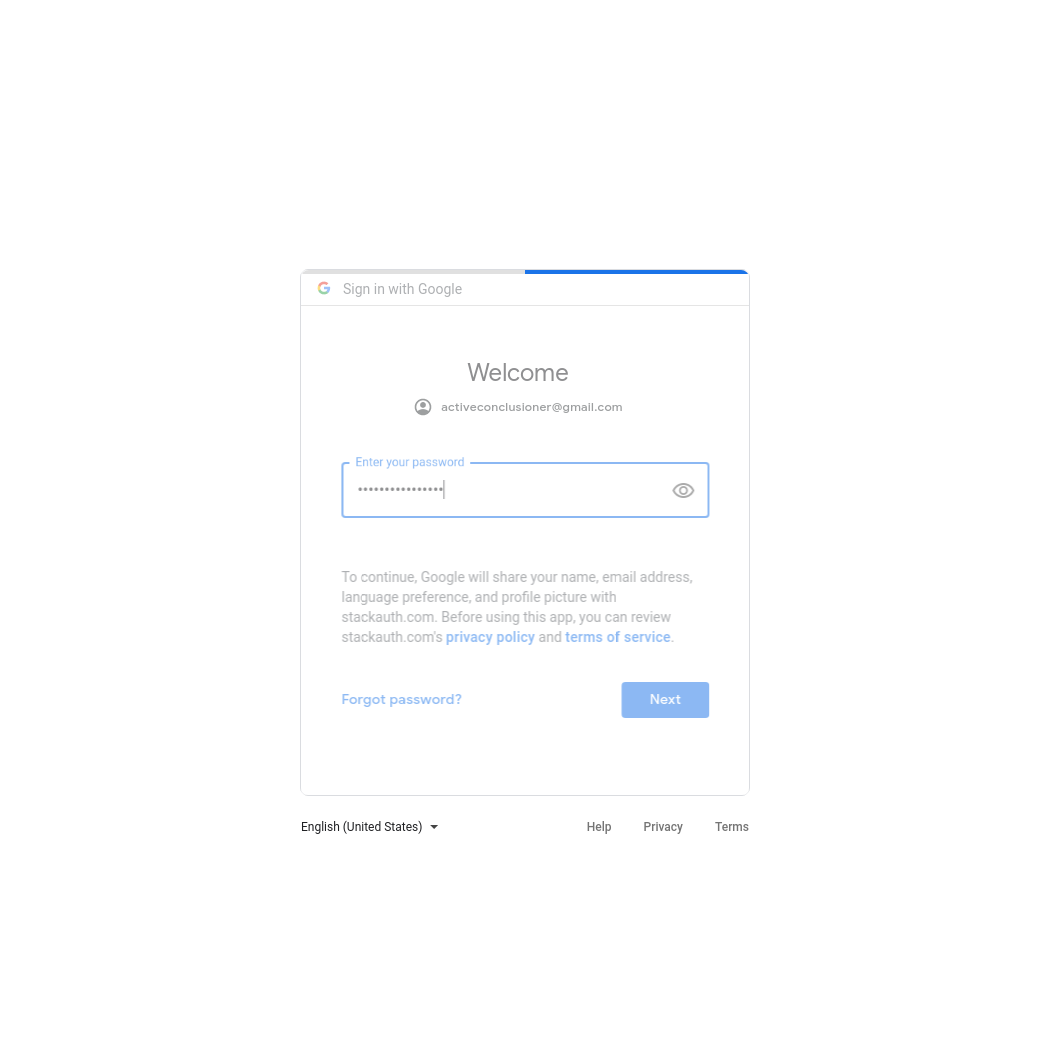 Sign in with Google
Welcome
activeconclusioner@gmail.com
Enter your password
••••••••••••••••
To continue, Google will share your name, email address,
language preference, and profile picture with
stackauth.com. Before using this app, you can review
stackauth.com's privacy policy and terms of service.
Forgot password? Next
English (United States) Help Privacy Terms